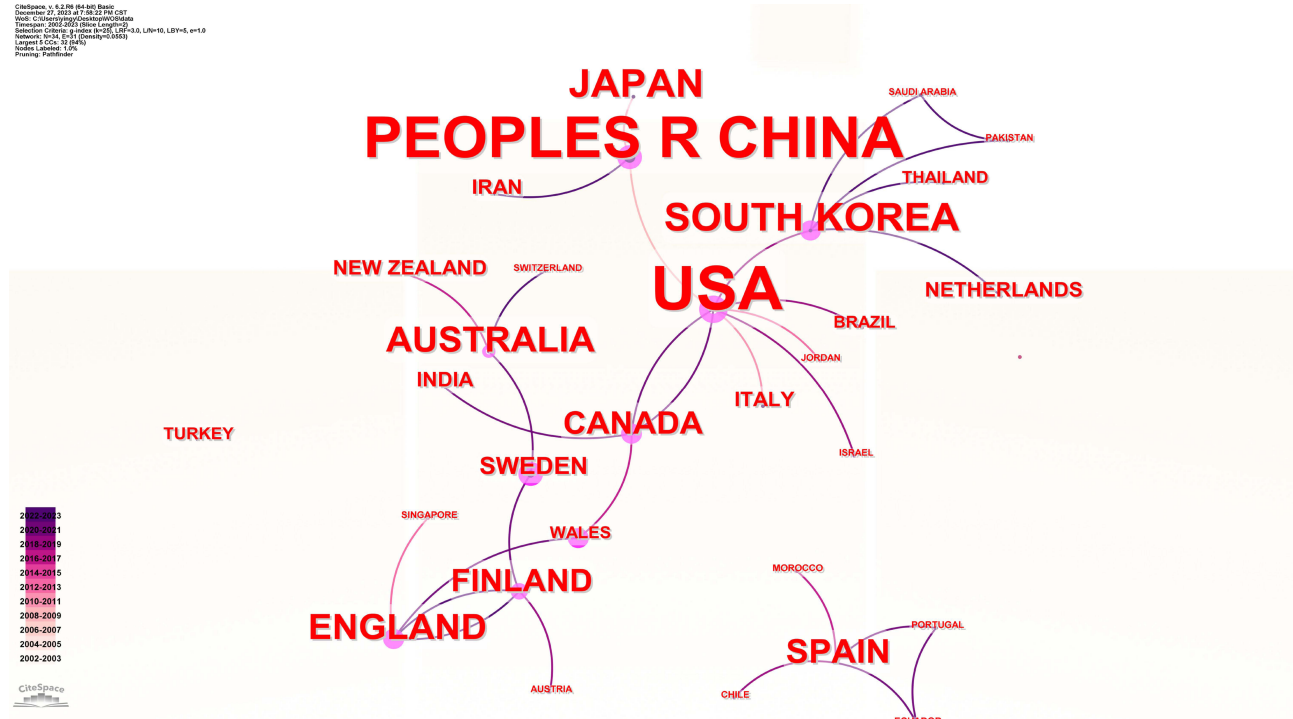 CiteSpace, v. 6.2.R6 (64-bit) Basic
December 27, 2023 at 7:58:22 PM CST
WoS: C:\Users\yingy\Desktop\WOS\data
Timespan: 2002-2023 (Slice Length=2)
Selection Criteria: g-index (k=25), LRF=3.0, L/N=10, LBY=5, e=1.0
Network: N=34, E=31 (Density=0.0553)
Largest 5 CCs: 32 (94%)
Nodes Labeled: 1.0%
Pruning: Pathfinder
JAPAN
SAUDI ARABIA
PEOPLES R CHINA
PAKISTAN
IRAN
THAILAND
SOUTH KOREA
NEW ZEALAND
SWITZERLAND
USA
NETHERLANDS
BRAZIL
AUSTRALIA
JORDAN
INDIA
ITALY
CANADA
TURKEY
ISRAEL
SWEDEN
SINGAPORE
WALES
MOROCCO
FINLAND
ENGLAND
PORTUGAL
SPAIN
AUSTRIA
CHILE
2022-2023
2020-2021
2018-2019
2016-2017
2014-2015
2012-2013
2010-2011
2008-2009
2006-2007
2004-2005
2002-2003
CiteSpace